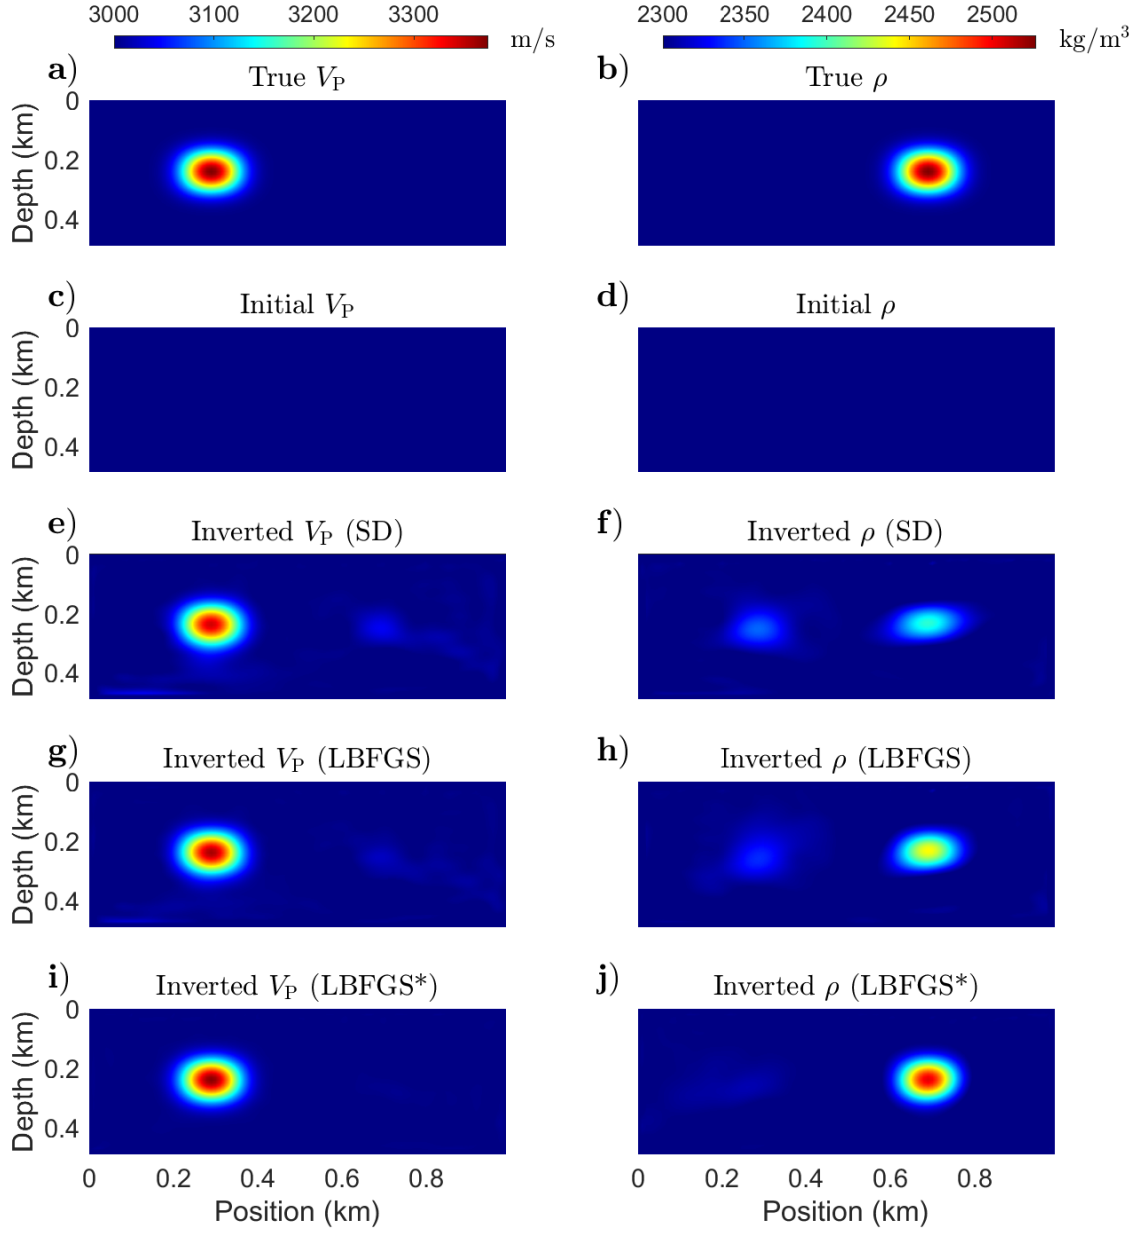 3000 3100 3200 3300 m/s
2300 2350 2400 2450 2500 kg/m³
a) True V_P
b) True ρ
0
0.2
0.4
Depth (km)
c) Initial V_P
d) Initial ρ
0
0.2
0.4
Depth (km)
e) Inverted V_P (SD)
f) Inverted ρ (SD)
0
0.2
0.4
Depth (km)
g) Inverted V_P (LBFGS)
h) Inverted ρ (LBFGS)
0
0.2
0.4
Depth (km)
i) Inverted V_P (LBFGS*)
j) Inverted ρ (LBFGS*)
0
0.2
0.4
Depth (km)
0 0.2 0.4 0.6 0.8
Position (km)
0 0.2 0.4 0.6 0.8
Position (km)